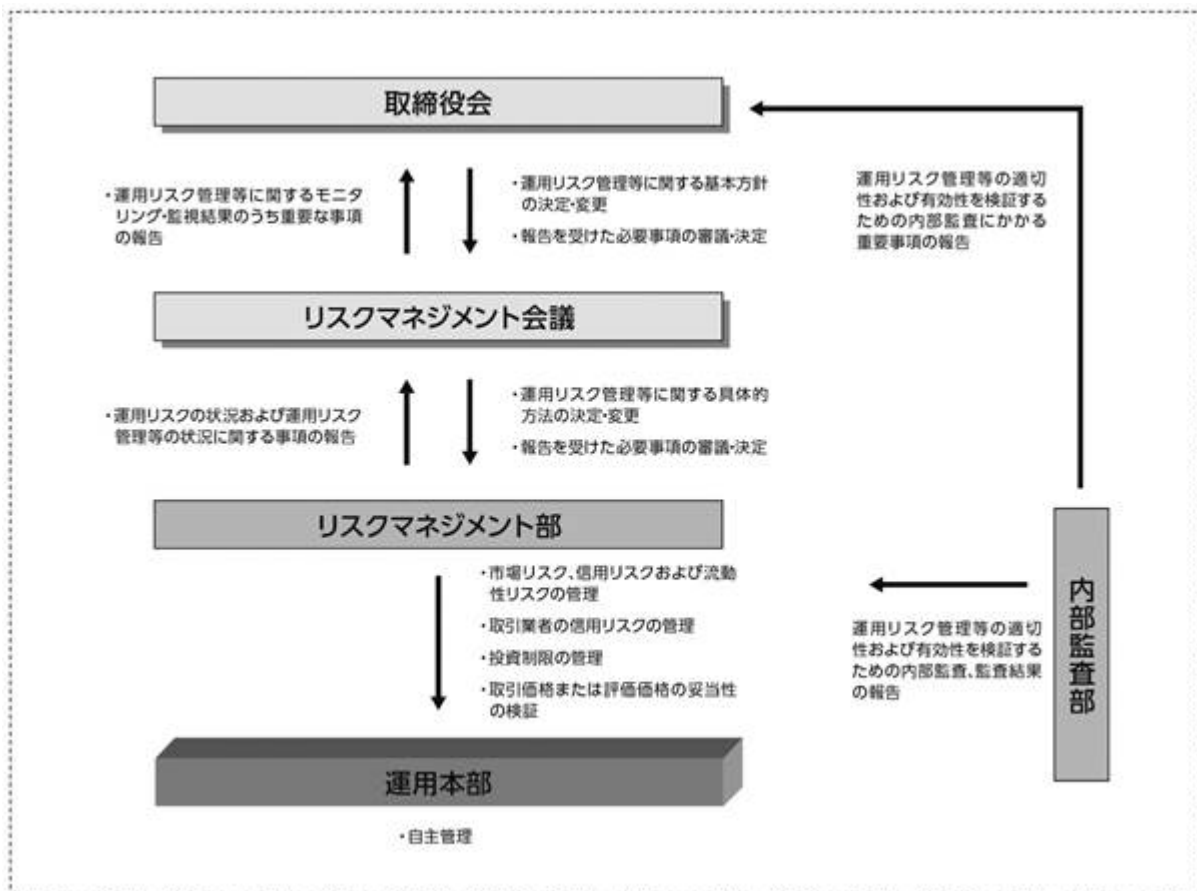 取締役会
・運用リスク管理等に関するモニタ
リング・監視結果のうち重要な事項
の報告
・運用リスク管理等に関する基本方針
の決定・変更
・報告を受けた必要事項の審議・決定
運用リスク管理等の適切
性および有効性を検証す
るための内部監査にかかる
重要事項の報告
リスクマネジメント会議
・運用リスクの状況および運用リスク
管理等の状況に関する事項の報告
・運用リスク管理等に関する具体的
方法の決定・変更
・報告を受けた必要事項の審議・決定
リスクマネジメント部
・市場リスク、信用リスクおよび流動
性リスクの管理
・取引業者の信用リスクの管理
・投資制限の管理
・取引価格または評価価格の妥当性
の検証
運用リスク管理等の適切
性および有効性を検証する
ための内部監査、監査結果
の報告
内部監査部
運用本部
・自主管理